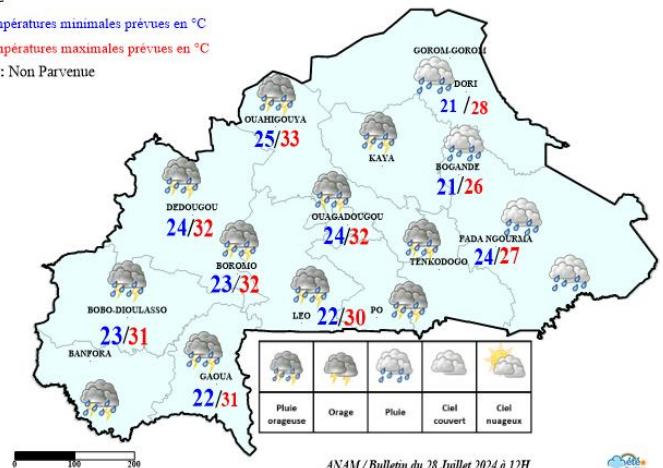 mpératures minimales prévues en °C
mpératures maximales prévues en °C
: Non Parvenue
GOROM-GOROM
DORI
21 /28
OUAHIGOUYA
25/33
KAYA
BOGANDE
21/26
DEDOUGOU
24/32
OUAGADOUGOU
24/32
FADA NGOURMA
24/27
BOROMO
23/32
TENKODOGO
BOBO-DIOULASSO
23/31
LEO
22/30
PO
BANFORA
GAOUA
22/31
Pluie orageuse
Orage
Pluie
Ciel couvert
Ciel nuageux
0 100 200
ANAM / Bulletin du 28 Juillet 2024 à 12H